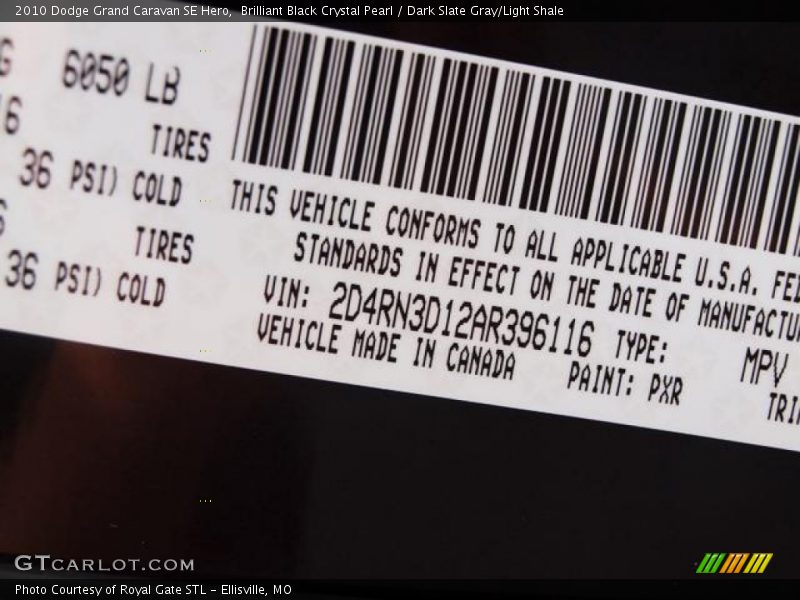 2010 Dodge Grand Caravan SE Hero, Brilliant Black Crystal Pearl / Dark Slate Gray/Light Shale
6050 LB
TIRES
36 PSI) COLD
TIRES
36 PSI) COLD
THIS VEHICLE CONFORMS TO ALL APPLICABLE U.S.A.
STANDARDS IN EFFECT ON THE DATE OF
VIN: 2D4RN3D12AR396116 TYPE: MPV
VEHICLE MADE IN CANADA PAINT: PXR
GTCARLOT.COM
Photo Courtesy of Royal Gate STL - Ellisville, MO